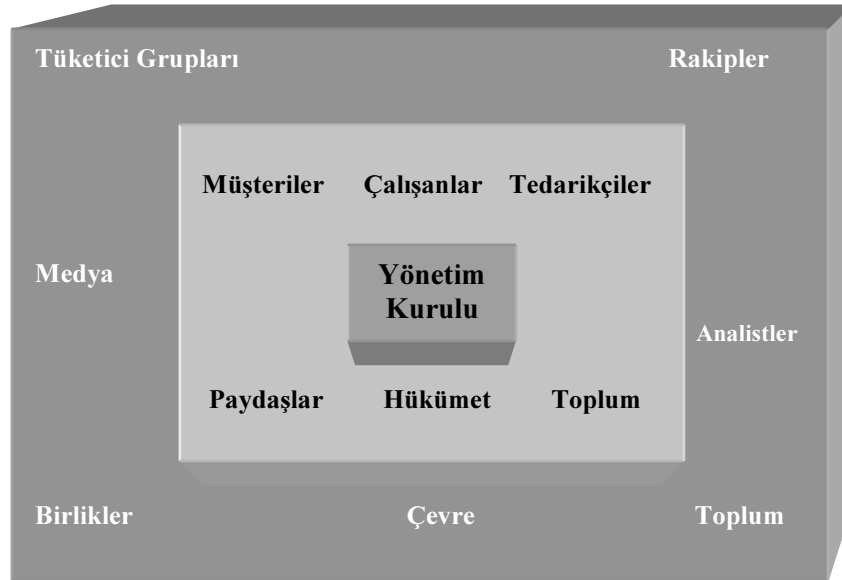 Tüketici Grupları Rakipler
Müşteriler Çalışanlar Tedarikçiler
Medya
Yönetim
Kurulu
Analistler
Paydaşlar Hükümet Toplum
Birlikler Çevre Toplum